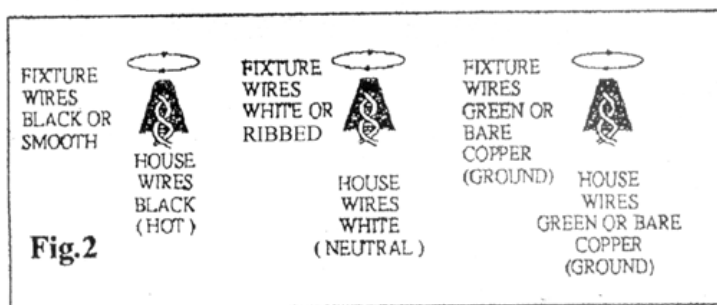 FIXTURE
WIRES
BLACK OR
SMOOTH
HOUSE
WIRES
BLACK
(HOT)
FIXTURE
WIRES
WHITE OR
RIBBED
HOUSE
WIRES
WHITE
(NEUTRAL)
FIXTURE
WIRES
GREEN OR
BARE
COPPER
(GROUND)
HOUSE
WIRES
GREEN OR BARE
COPPER
(GROUND)
Fig.2